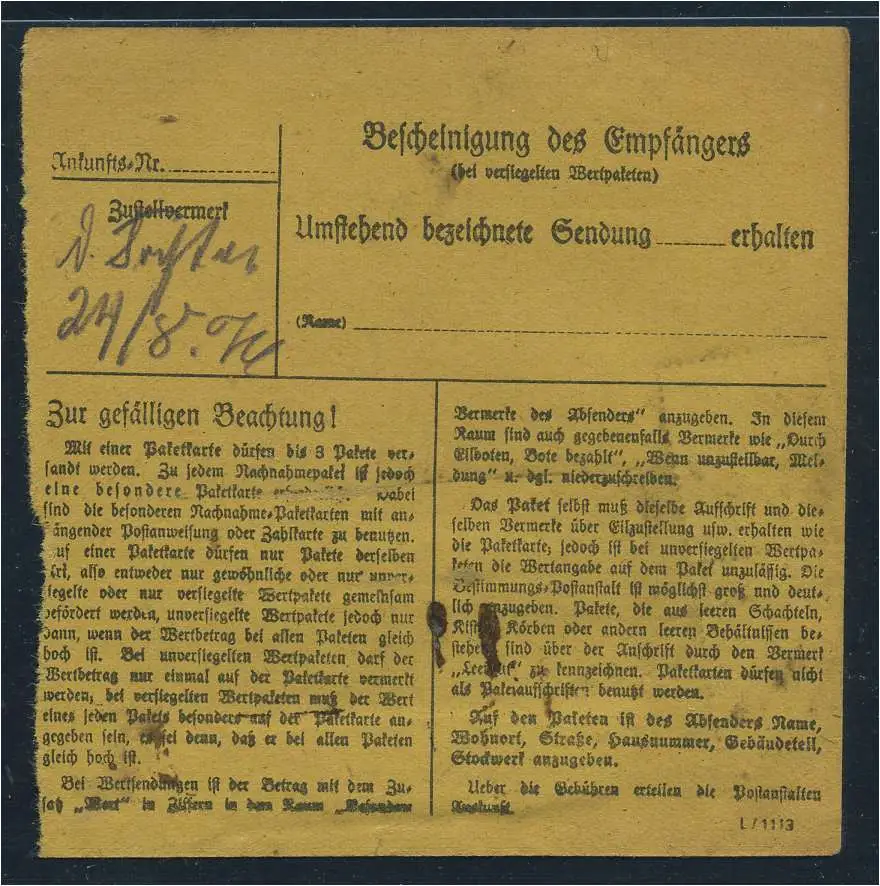 Ankunfts-Nr.
Zustellvermerk
24/8.
Bescheinigung des Empfängers
(bei versiegelten Wertpaketen)
Umstehend bezeichnete Sendung erhalten
(Name)
Zur gefälligen Beachtung!
Mit einer Paketkarte dürfen bis 3 Pakete ver-
sandt werden. Zu jedem Nachnahmepaket ist jedoch
eine besondere Paketkarte Dabei
sind die besonderen Nachnahme-Paketkarten mit an-
ängender Postanweisung oder Zahlkarte zu benutzen.
uf einer Paketkarte dürfen nur Pakete derselben
Art, also entweder nur gewöhnliche oder nur unver-
siegelte oder nur versiegelte Wertpakete gemeinsam
befördert werden, unversiegelte Wertpakete jedoch nur
dann, wenn der Wertbetrag bei allen Paketen gleich
hoch ist. Bei unversiegelten Wertpaketen darf der
Wertbetrag nur einmal auf der Paketkarte vermerkt
werden; bei versiegelten Wertpaketen muß der Wert
eines jeden Pakets besonders auf der Paketkarte an-
gegeben sein, es sei denn, daß er bei allen Paketen
gleich hoch ist.
Bei Wertsendungen ist der Betrag mit dem Zu-
satz „Wert" in Ziffern in dem Raum „Besondere
Vermerke des Absenders" anzugeben. In diesem
Raum sind auch gegebenenfalls Vermerke wie „Durch
Eilboten, Bote bezahlt", „Wenn unzustellbar, Mel-
dung" u. dgl. niederzuschreiben.
Das Paket selbst muß dieselbe Aufschrift und die-
selben Vermerke über Eilzustellung usw. erhalten wie
die Paketkarte; jedoch ist bei unversiegelten Wertpa-
keten die Wertangabe auf dem Paket unzulässig. Die
Bestimmungs-Postanstalt ist möglichst groß und deut-
lich anzugeben. Pakete, die aus leeren Schachteln,
Kisten Körben oder andern leeren Behältnissen be-
stehen sind über der Anschrift durch den Vermerk
„Leergut" zu kennzeichnen. Paketkarten dürfen nicht
als Paketaufschriften benutzt werden.
Auf den Paketen ist des Absenders Name,
Wohnort, Straße, Hausnummer, Gebäudeteil,
Stockwerk anzugeben.
Ueber die Gebühren erteilen die Postanstalten
Auskunft.
L/1113